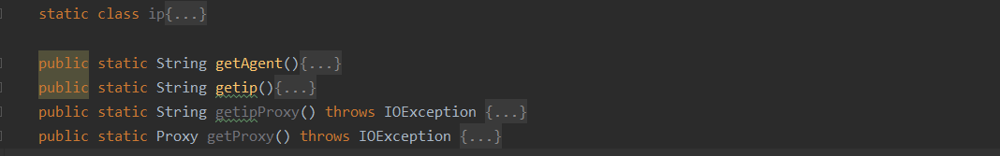 static class ip{...}
public static String getAgent(){...}
public static String getip(){...}
public static String getipProxy() throws IOException {...}
public static Proxy getProxy() throws IOException {...}